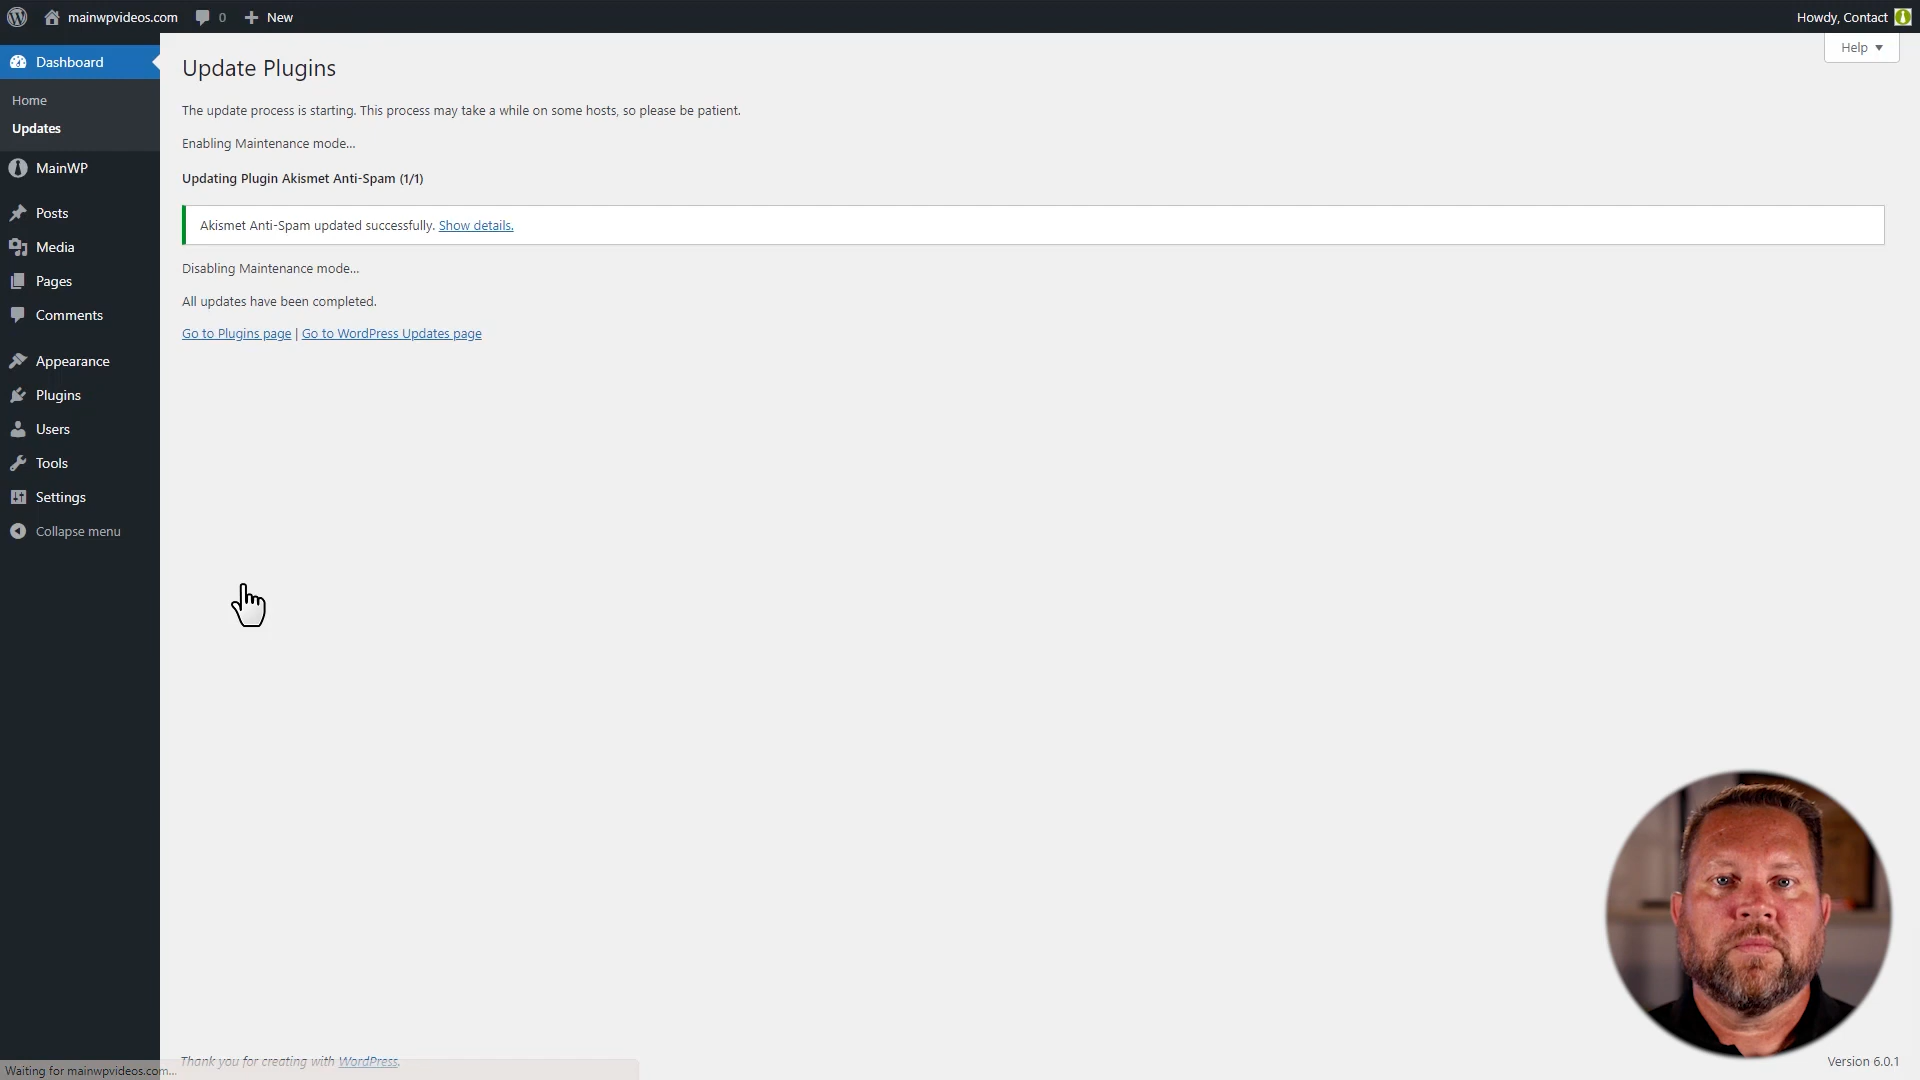 mainwpvideos.com 0 New Howdy, Contact
Help
Dashboard
Home
Updates
MainWP
Posts
Media
Pages
Comments
Appearance
Plugins
Users
Tools
Settings
Collapse menu
Update Plugins
The update process is starting. This process may take a while on some hosts, so please be patient.
Enabling Maintenance mode…
Updating Plugin Akismet Anti-Spam (1/1)
Akismet Anti-Spam updated successfully. Show details.
Disabling Maintenance mode…
All updates have been completed.
Go to Plugins page | Go to WordPress Updates page
Thank you for creating with WordPress.
Version 6.0.1
Waiting for mainwpvideos.com...